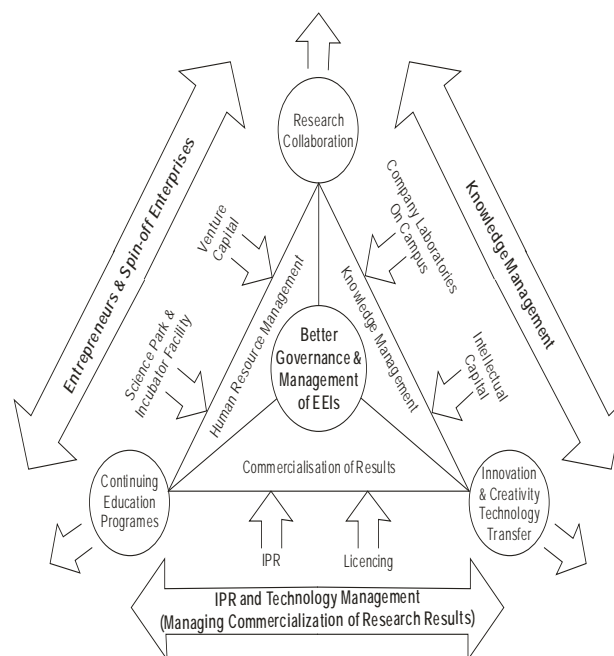 Research
Collaboration
Entrepreneurs & Spin-off Enterprises
Knowledge Management
Venture
Capital
Company Laboratories
On Campus
Human Resource Management
Knowledge Management
Science Park &
Incubator Facility
Better
Governance &
Management
of EEIs
Intellectual
Capital
Commercialisation of Results
Continuing
Education
Programes
Innovation
& Creativity
Technology
Transfer
IPR
Licencing
IPR and Technology Management
(Managing Commercialization of Research Results)